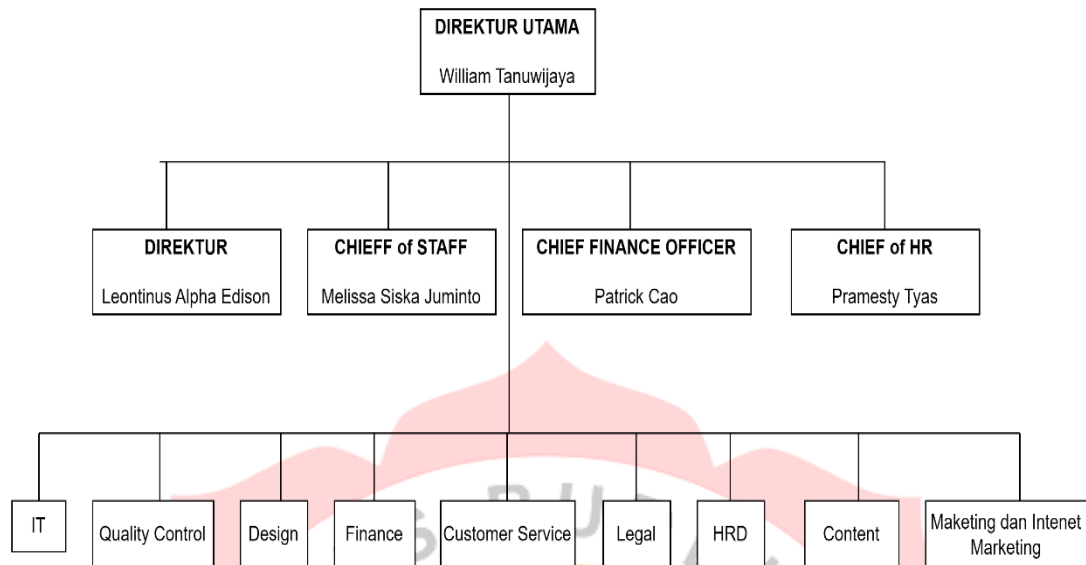 DIREKTUR UTAMA
William Tanuwijaya
DIREKTUR
Leontinus Alpha Edison
CHIEFF of STAFF
Melissa Siska Juminto
CHIEF FINANCE OFFICER
Patrick Cao
CHIEF of HR
Pramesty Tyas
IT
Quality Control
Design
Finance
Customer Service
Legal
HRD
Content
Maketing dan Intenet
Marketing